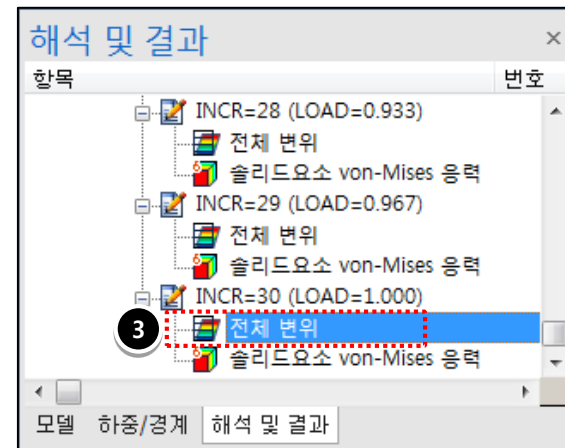 해석 및 결과 ×
항목 번호
INCR=28 (LOAD=0.933)
전체 변위
솔리드요소 von-Mises 응력
INCR=29 (LOAD=0.967)
전체 변위
솔리드요소 von-Mises 응력
INCR=30 (LOAD=1.000)
3 전체 변위
솔리드요소 von-Mises 응력
모델 하중/경계 해석 및 결과